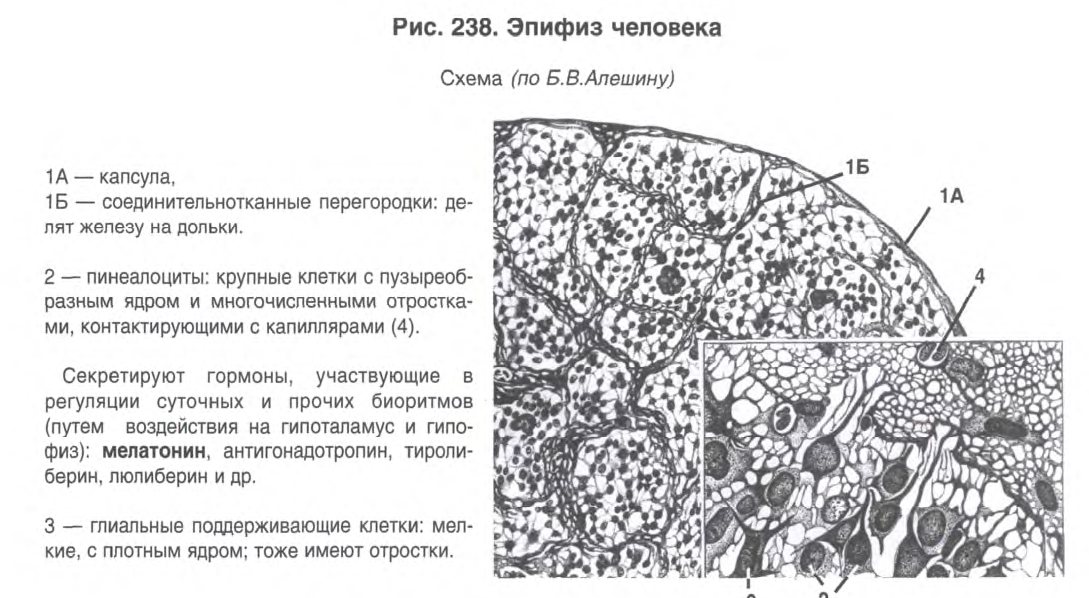 Рис. 238. Эпифиз человека
Схема (по Б.В.Алешину)
1А — капсула,
1Б — соединительнотканные перегородки: де-
лят железу на дольки.
2 — пинеалоциты: крупные клетки с пузыреоб-
разным ядром и многочисленными отростка-
ми, контактирующими с капиллярами (4).
Секретируют гормоны, участвующие в
регуляции суточных и прочих биоритмов
(путем воздействия на гипоталамус и гипо-
физ): мелатонин, антигонадотропин, тироли-
берин, люлиберин и др.
3 — глиальные поддерживающие клетки: мел-
кие, с плотным ядром; тоже имеют отростки.
1Б
1А
4